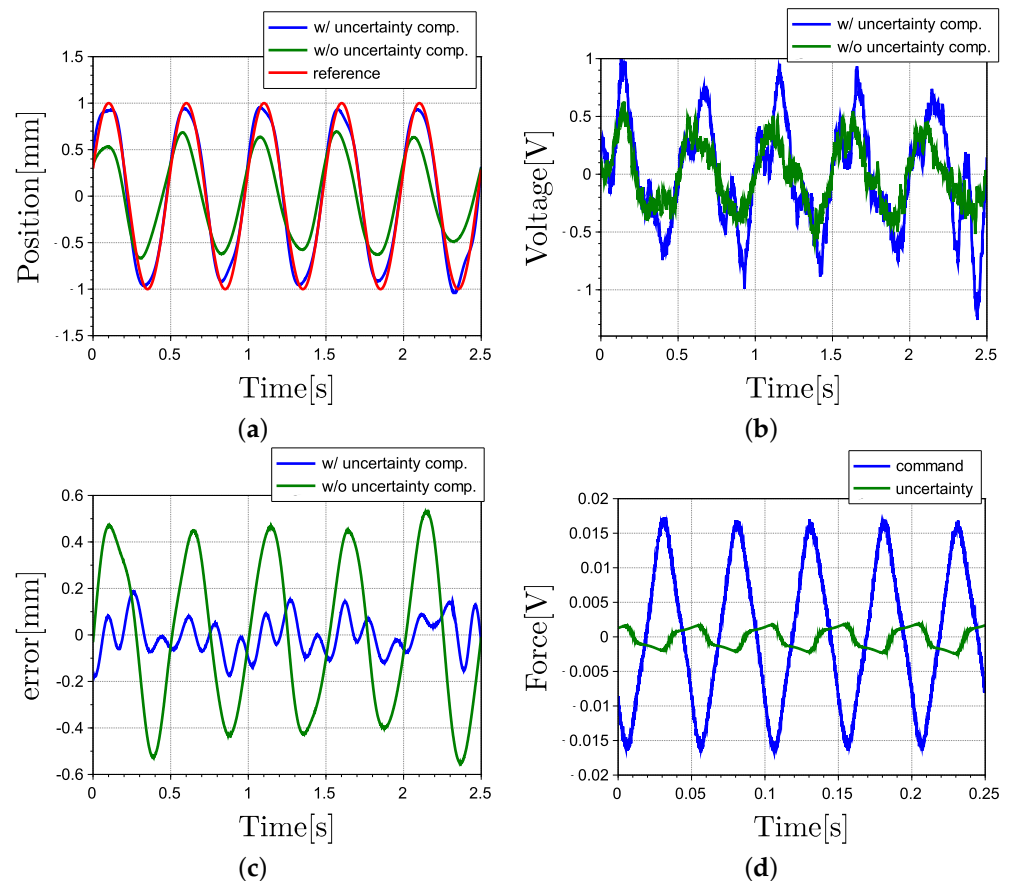 w/ uncertainty comp.
w/o uncertainty comp.
reference
1.5
1
0.5
0
- 0.5
- 1
- 1.5
Position[mm]
0 0.5 1 1.5 2 2.5
Time[s]
(a)
w/ uncertainty comp.
w/o uncertainty comp.
1
0.5
0
- 0.5
- 1
Voltage[V]
0 0.5 1 1.5 2 2.5
Time[s]
(b)
w/ uncertainty comp.
w/o uncertainty comp.
0.6
0.4
0.2
0
-0.2
-0.4
-0.6
error[mm]
0 0.5 1 1.5 2 2.5
Time[s]
(c)
command
uncertainty
0.02
0.015
0.01
0.005
0
- 0.005
- 0.01
- 0.015
- 0.02
Force[V]
0 0.05 0.1 0.15 0.2 0.25
Time[s]
(d)